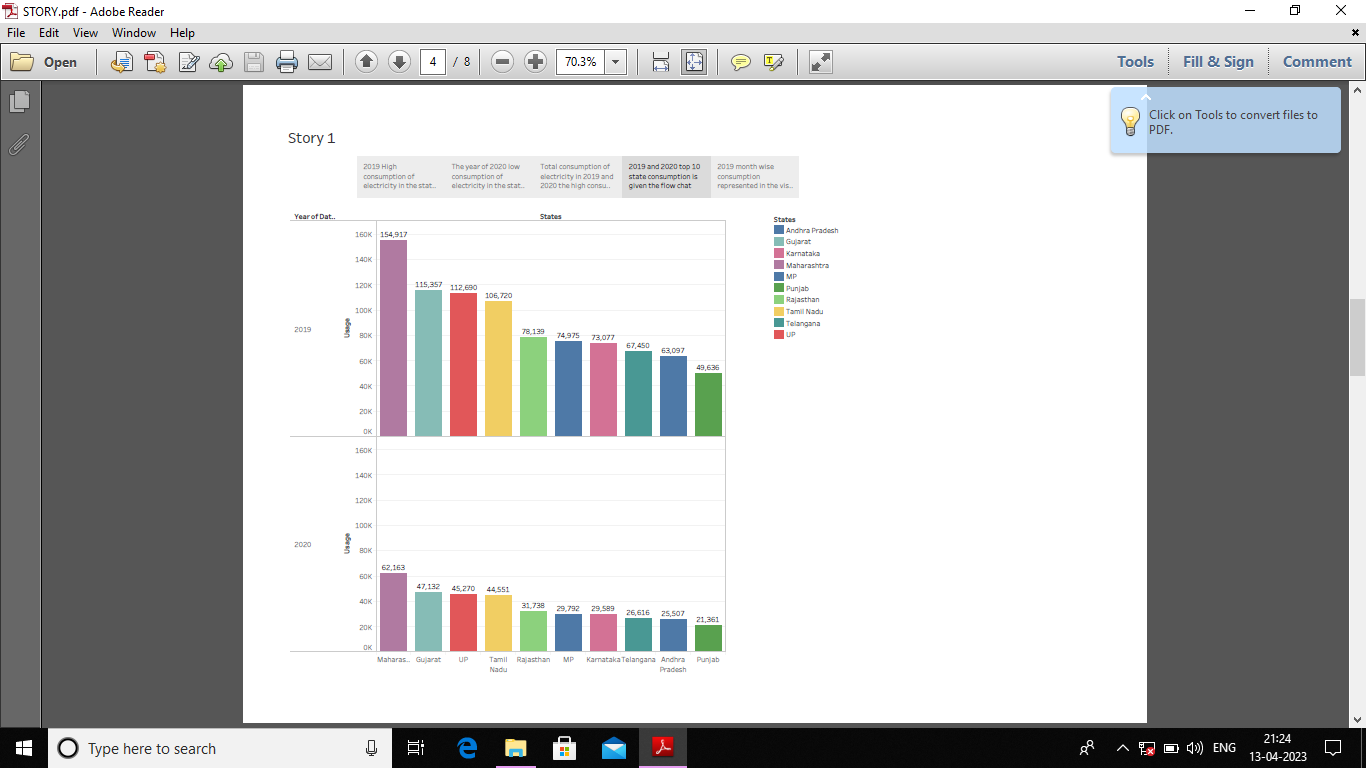 STORY.pdf - Adobe Reader
File Edit View Window Help
Open 4 / 8 70.3% Tools Fill & Sign Comment
Click on Tools to convert files to
PDF.
Story 1
2019 High
consumption of
electricity in the stat..
The year of 2020 low
consumption of
electricity in the stat..
Total consumption of
electricity in 2019 and
2020 the high consu..
2019 and 2020 top 10
state consumption is
given the flow chat
2019 month wise
consumption
represented in the vis..
Year of Dat.. States
2019
Usage
160K
140K
120K
100K
80K
60K
40K
20K
0K
154,917
115,357
112,690
106,720
78,139
74,975
73,077
67,450
63,097
49,636
2020
Usage
160K
140K
120K
100K
80K
60K
40K
20K
0K
62,163
47,132
45,270
44,551
31,738
29,792
29,589
26,616
25,507
21,361
Maharas..
Gujarat
UP
Tamil
Nadu
Rajasthan
MP
Karnataka
Telangana
Andhra
Pradesh
Punjab
States
Andhra Pradesh
Gujarat
Karnataka
Maharashtra
MP
Punjab
Rajasthan
Tamil Nadu
Telangana
UP
Type here to search
ENG
21:24
13-04-2023